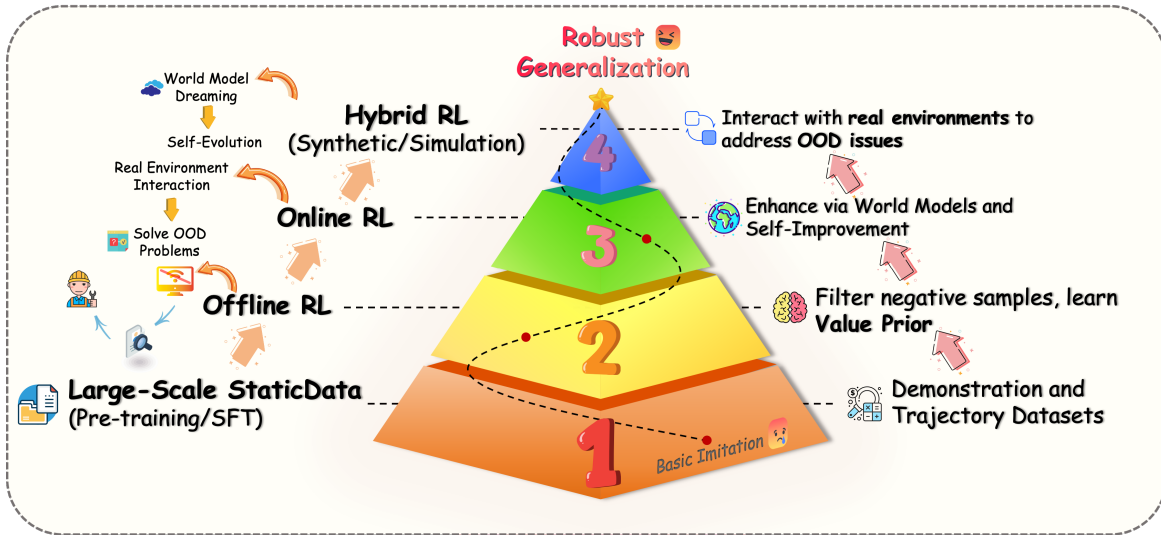 Robust
Generalization
World Model
Dreaming
Self-Evolution
Hybrid RL
(Synthetic/Simulation)
4
Interact with real environments to
address OOD issues
Real Environment
Interaction
Solve OOD
Problems
Online RL
3
Enhance via World Models and
Self-Improvement
Offline RL
2
Filter negative samples, learn
Value Prior
Large-Scale StaticData
(Pre-training/SFT)
1
Basic Imitation
Demonstration and
Trajectory Datasets